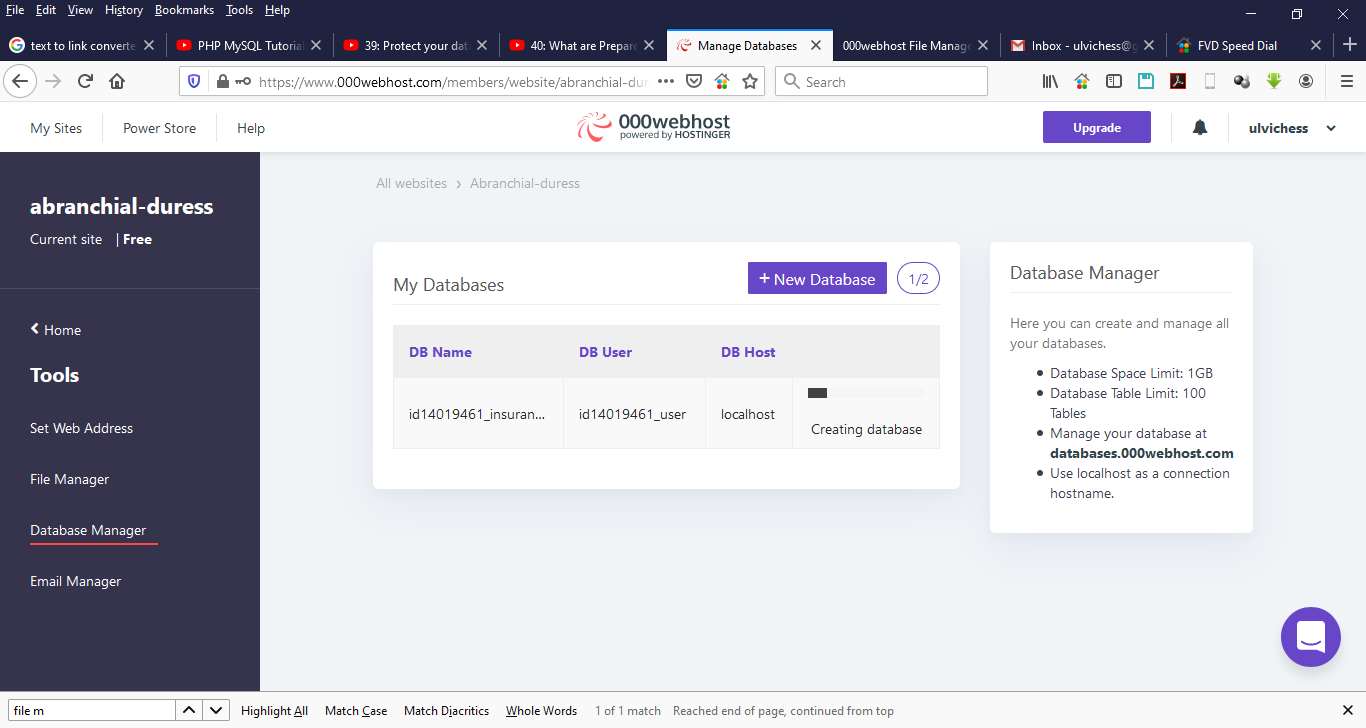 File Edit View History Bookmarks Tools Help
text to link converte
PHP MySQL Tutorial
39: Protect your dat
40: What are Prepare
Manage Databases
000webhost File Manage
Inbox - ulvichess@g
FVD Speed Dial
https://www.000webhost.com/members/website/abranchial-dur
Search
My Sites
Power Store
Help
000webhost
powered by HOSTINGER
Upgrade
ulvichess
abranchial-duress
Current site | Free
Home
Tools
Set Web Address
File Manager
Database Manager
Email Manager
All websites › Abranchial-duress
My Databases
+ New Database
1/2
DB Name DB User DB Host
id14019461_insuran... id14019461_user localhost
Creating database
Database Manager
Here you can create and manage all
your databases.
Database Space Limit: 1GB
Database Table Limit: 100
Tables
Manage your database at
databases.000webhost.com
Use localhost as a connection
hostname.
file m
Highlight All Match Case Match Diacritics Whole Words 1 of 1 match Reached end of page, continued from top